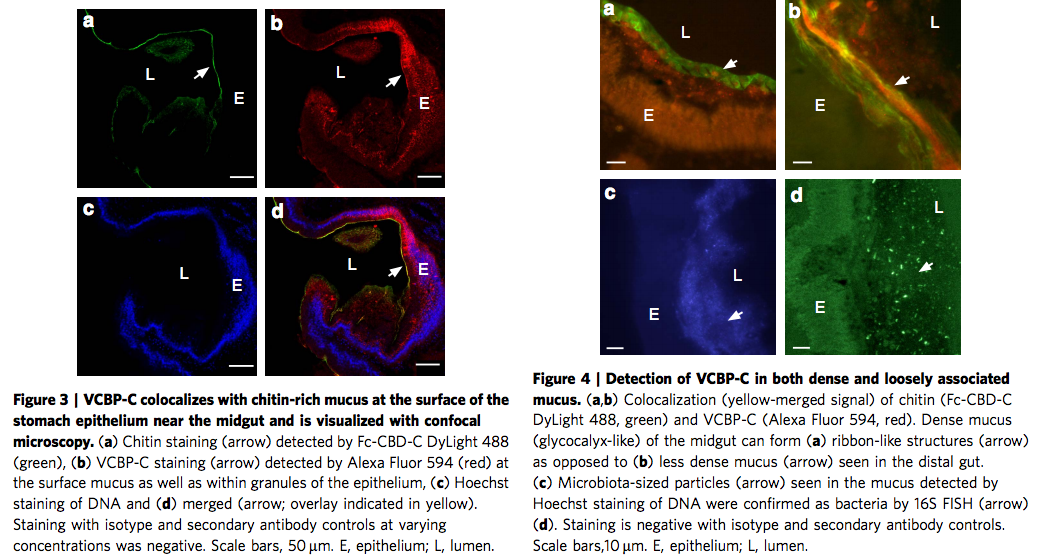 a
L
E
b
L
E
c
L
E
d
L
E
Figure 3 | VCBP-C colocalizes with chitin-rich mucus at the surface of the
stomach epithelium near the midgut and is visualized with confocal
microscopy. (a) Chitin staining (arrow) detected by Fc-CBD-C DyLight 488
(green), (b) VCBP-C staining (arrow) detected by Alexa Fluor 594 (red) at
the surface mucus as well as within granules of the epithelium, (c) Hoechst
staining of DNA and (d) merged (arrow; overlay indicated in yellow).
Staining with isotype and secondary antibody controls at varying
concentrations was negative. Scale bars, 50 μm. E, epithelium; L, lumen.
a
L
E
b
L
E
c
L
E
d
L
E
Figure 4 | Detection of VCBP-C in both dense and loosely associated
mucus. (a,b) Colocalization (yellow-merged signal) of chitin (Fc-CBD-C
DyLight 488, green) and VCBP-C (Alexa Fluor 594, red). Dense mucus
(glycocalyx-like) of the midgut can form (a) ribbon-like structures (arrow)
as opposed to (b) less dense mucus (arrow) seen in the distal gut.
(c) Microbiota-sized particles (arrow) seen in the mucus detected by
Hoechst staining of DNA were confirmed as bacteria by 16S FISH (arrow)
(d). Staining is negative with isotype and secondary antibody controls.
Scale bars,10 μm. E, epithelium; L, lumen.